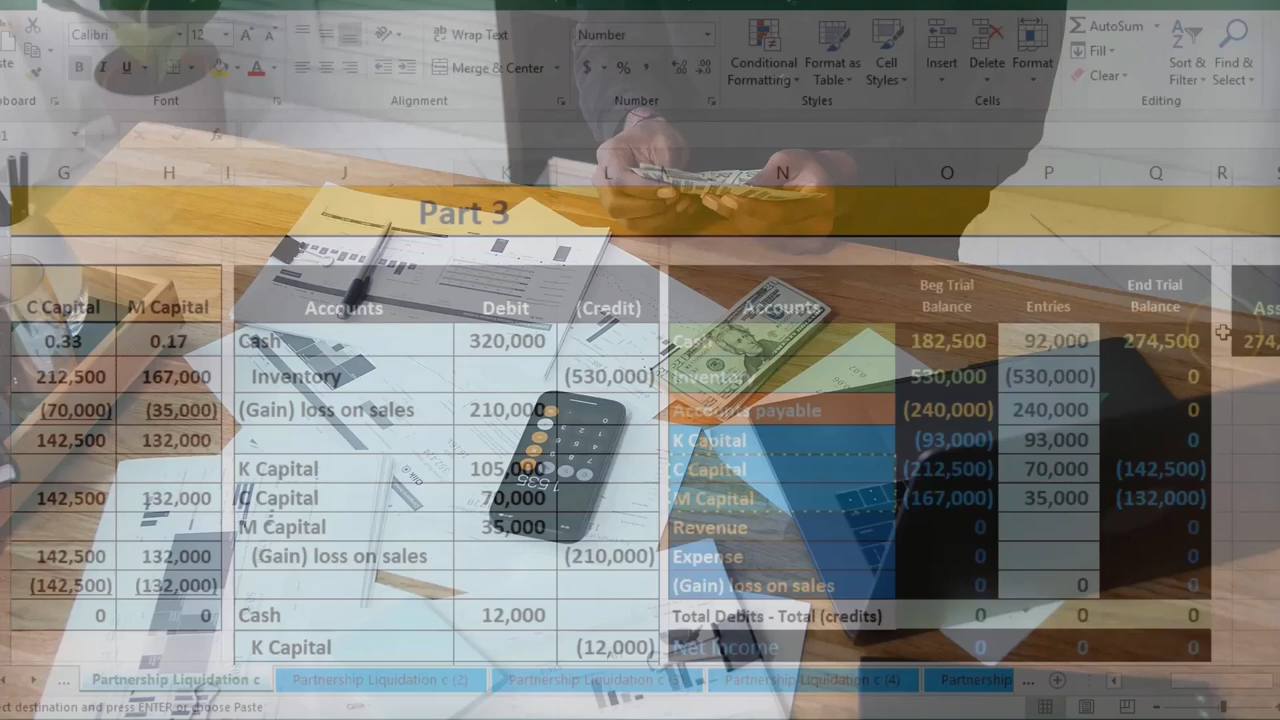 Calibri 12 A A Wrap Text Number AutoSum
Fill
B I U A Merge & Center $ % , Conditional Formatting Format as Table Cell Styles Insert Delete Format Clear Sort & Filter Find & Select
Font Alignment Number Styles Cells Editing
G H I J K L N O P Q R
Part 3
C Capital M Capital Accounts Debit (Credit) Accounts Beg Trial Balance Entries End Trial Balance
0.33 0.17 Cash 320,000 Cash 182,500 92,000 274,500
212,500 167,000 Inventory (530,000) Inventory 530,000 (530,000) 0
(70,000) (35,000) (Gain) loss on sales 210,000 Accounts payable (240,000) 240,000 0
142,500 132,000 K Capital (93,000) 93,000 0
K Capital 105,000 C Capital (212,500) 70,000 (142,500)
142,500 132,000 C Capital 70,000 M Capital (167,000) 35,000 (132,000)
M Capital 35,000 Revenue 0 0
142,500 132,000 (Gain) loss on sales (210,000) Expense 0 0
(142,500) (132,000) (Gain) loss on sales 0 0 0
0 0 Cash 12,000 Total Debits - Total (credits) 0 0 0
K Capital (12,000) Net Income 0 0 0
... Partnership Liquidation c Partnership Liquidation c (2) Partnership Liquidation c Partnership Liquidation c (4) Partnership ...
destination and press ENTER or choose Paste